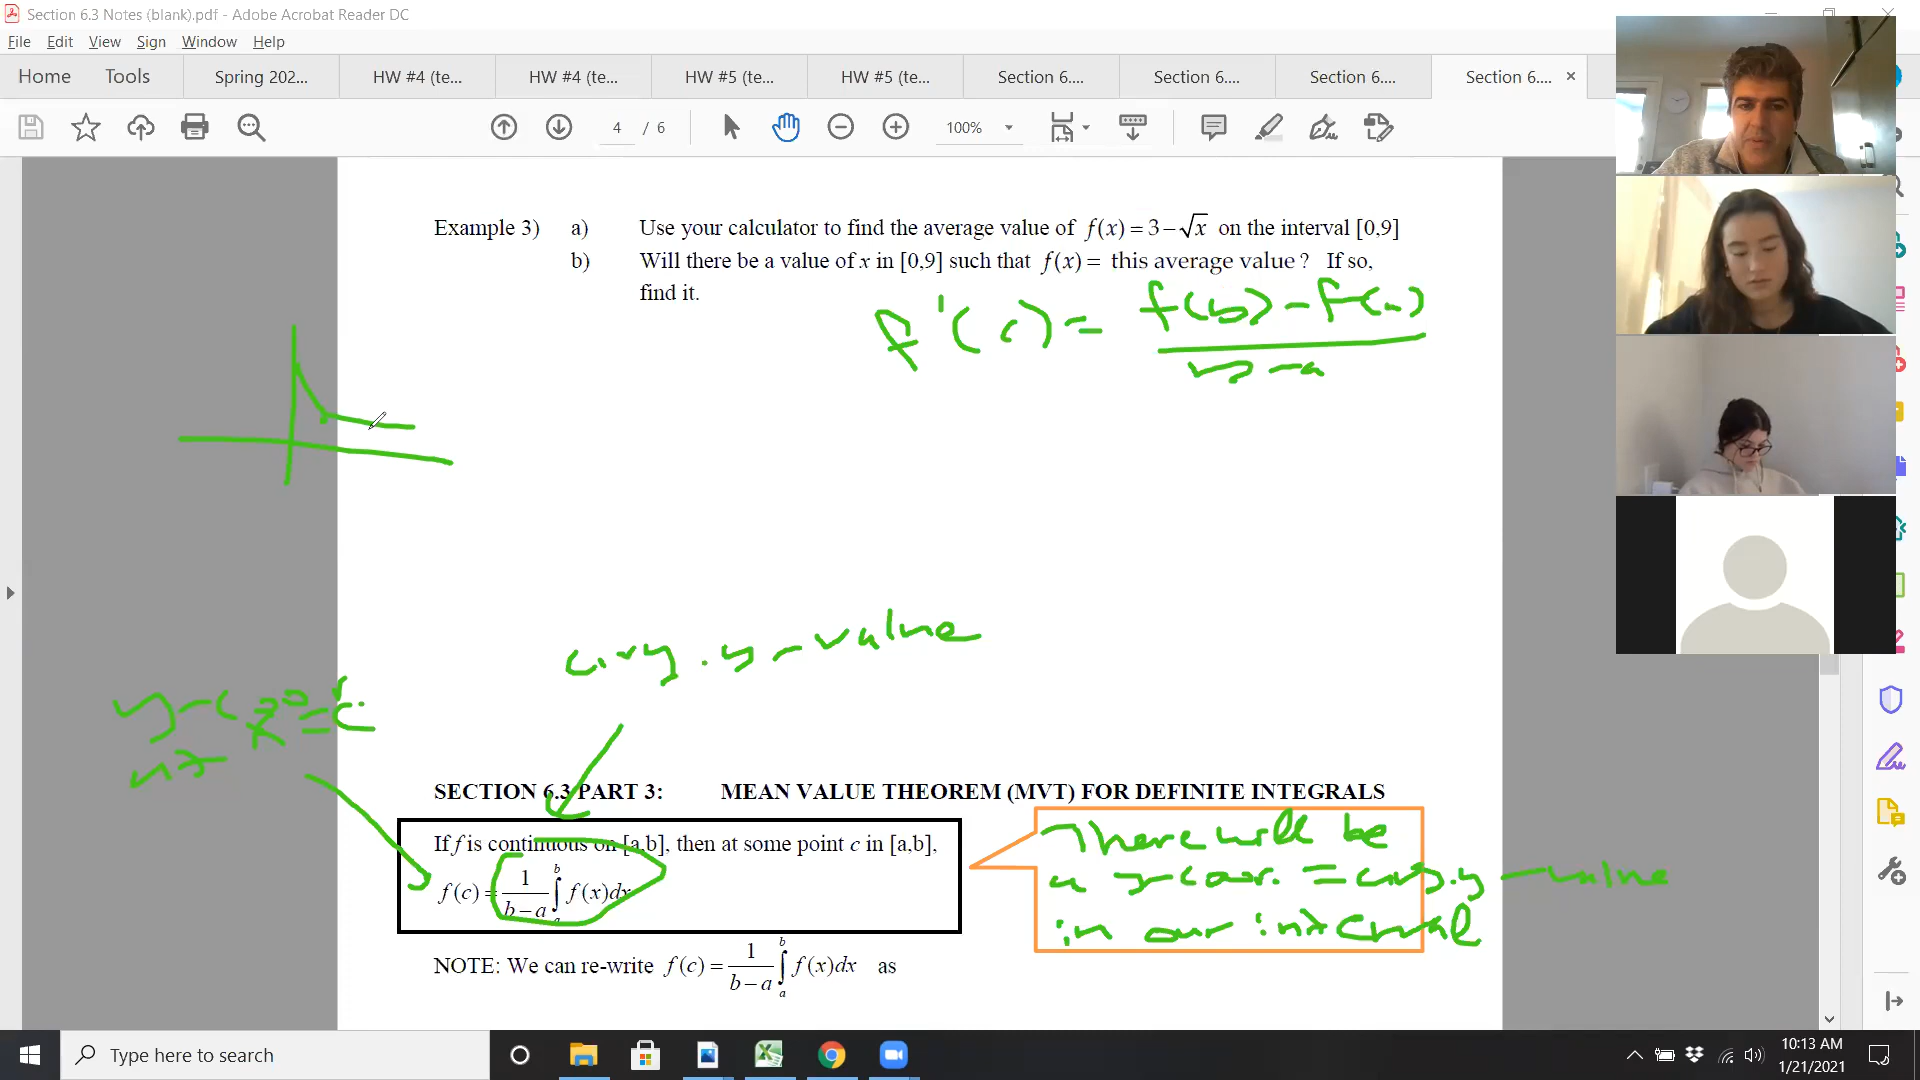 Section 6.3 Notes (blank).pdf - Adobe Acrobat Reader DC
File Edit View Sign Window Help
Home Tools Spring 202... HW #4 (te... HW #4 (te... HW #5 (te... HW #5 (te... Section 6.... Section 6.... Section 6.... Section 6.... ×
4 / 6 100%
Example 3) a) Use your calculator to find the average value of f(x) = 3 − √x on the interval [0,9]
b) Will there be a value of x in [0,9] such that f(x) = this average value ? If so,
find it.
f'(c) = (f(b) − f(a)) / (b − a)
avg. y-value
y-c
SECTION 6.3 PART 3: MEAN VALUE THEOREM (MVT) FOR DEFINITE INTEGRALS
If f is continuous on [a,b], then at some point c in [a,b],
f(c) = 1/(b − a) ∫_a^b f(x)dx
There will be
a y-coor. = avg. y-value
in our interval
NOTE: We can re-write f(c) = 1/(b − a) ∫_a^b f(x)dx as
Type here to search
10:13 AM
1/21/2021